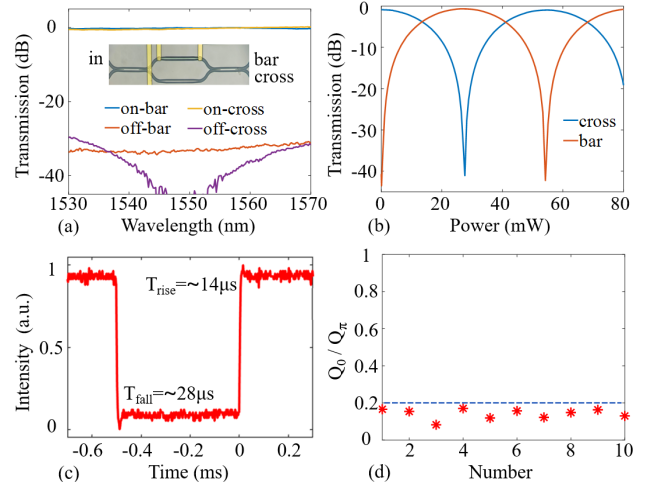 0
-20
-40
Transmission (dB)
in
bar
cross
on-bar
on-cross
off-bar
off-cross
1530
1540
1550
1560
1570
(a)
Wavelength (nm)
0
-10
-20
-30
-40
Transmission (dB)
cross
bar
0
20
40
60
80
(b)
Power (mW)
1
0.5
0
Intensity (a.u.)
Trise=~14μs
Tfall=~28μs
-0.6
-0.4
-0.2
0
0.2
(c)
Time (ms)
1
0.8
0.6
0.4
0.2
0
Q0 / Qπ
2
4
6
8
10
(d)
Number